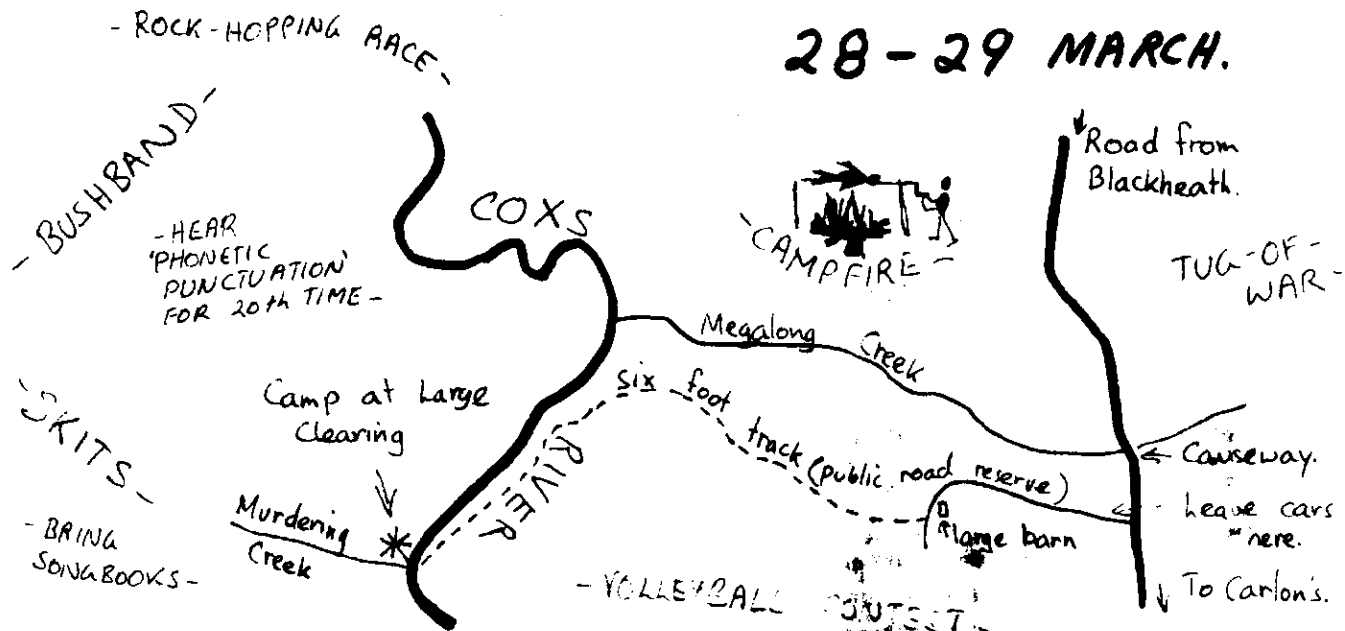 - ROCK-HOPPING RACE -
28 - 29 MARCH.
- BUSHBAND -
Road from
Blackheath.
COXS
- HEAR
'PHONETIC
PUNCTUATION'
FOR 20th TIME -
- CAMPFIRE -
TUG-OF-
WAR -
Megalong Creek
six foot track (public road reserve)
Camp at Large
Clearing
RIVER
- SKITS -
Causeway.
Leave cars
here.
large barn
Murdering
Creek
- BRING
SONGBOOKS -
- VOLLEYBALL CONTEST -
To Carlon's.